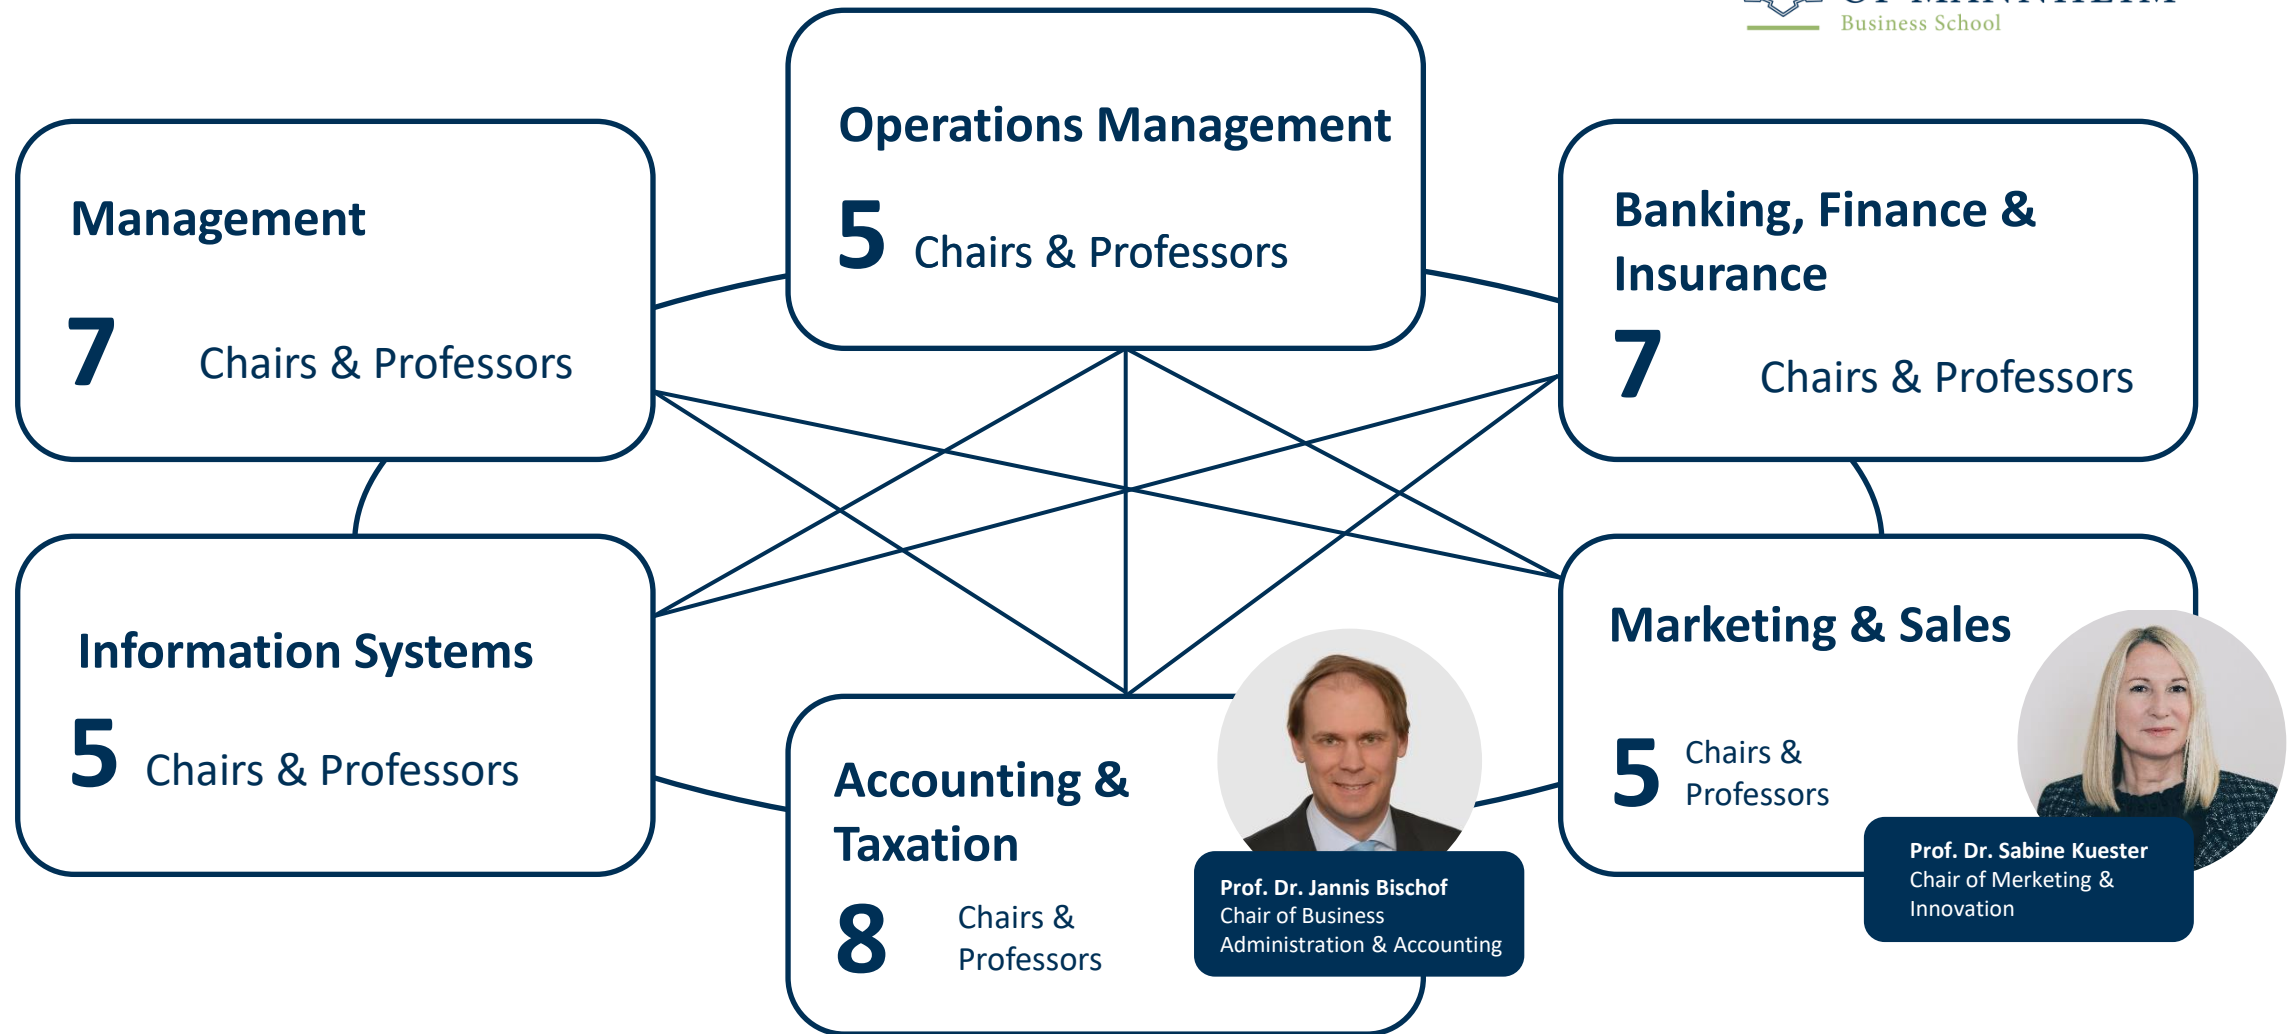 Business School
Operations Management
5 Chairs & Professors
Management
7 Chairs & Professors
Banking, Finance &
Insurance
7 Chairs & Professors
Information Systems
5 Chairs & Professors
Accounting &
Taxation
8 Chairs &
Professors
Prof. Dr. Jannis Bischof
Chair of Business
Administration & Accounting
Marketing & Sales
5 Chairs &
Professors
Prof. Dr. Sabine Kuester
Chair of Merketing &
Innovation